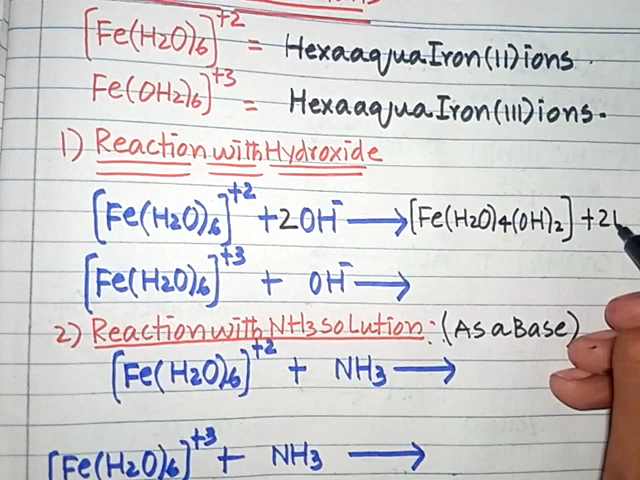 [Fe(H2O)6]+2 = Hexaaqua Iron(II) ions.
Fe(OH2)6)+3 = Hexaaqua Iron(III) ions.
1) Reaction with Hydroxide
[Fe(H2O)6]+2 + 2OH- → [Fe(H2O)4(OH)2] + 2
[Fe(H2O)6]+3 + OH- →
2) Reaction with NH3 solution: (As a Base)
[Fe(H2O)6]+2 + NH3 →
[Fe(H2O)6]+3 + NH3 →